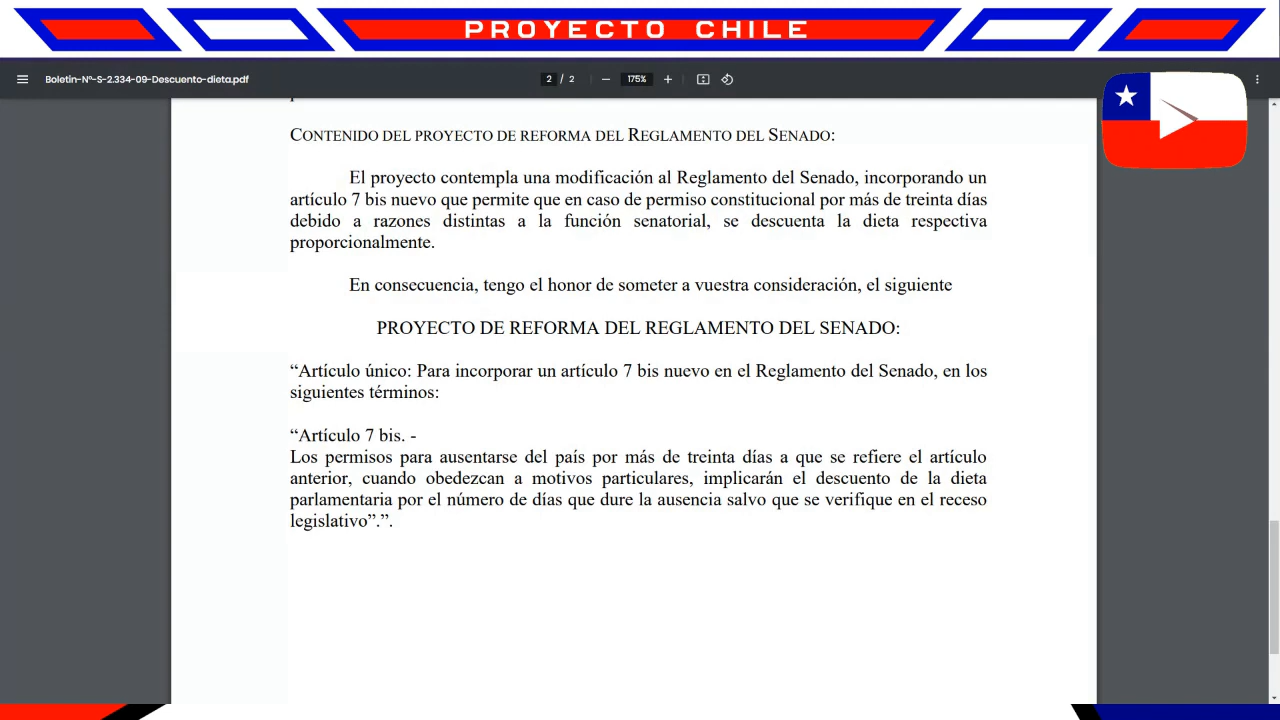 PROYECTO CHILE
Boletin-Nº-S-2.334-09-Descuento-dieta.pdf
2 / 2
175%
CONTENIDO DEL PROYECTO DE REFORMA DEL REGLAMENTO DEL SENADO:
El proyecto contempla una modificación al Reglamento del Senado, incorporando un
artículo 7 bis nuevo que permite que en caso de permiso constitucional por más de treinta días
debido a razones distintas a la función senatorial, se descuenta la dieta respectiva
proporcionalmente.
En consecuencia, tengo el honor de someter a vuestra consideración, el siguiente
PROYECTO DE REFORMA DEL REGLAMENTO DEL SENADO:
“Artículo único: Para incorporar un artículo 7 bis nuevo en el Reglamento del Senado, en los
siguientes términos:
“Artículo 7 bis. -
Los permisos para ausentarse del país por más de treinta días a que se refiere el artículo
anterior, cuando obedezcan a motivos particulares, implicarán el descuento de la dieta
parlamentaria por el número de días que dure la ausencia salvo que se verifique en el receso
legislativo”.”.